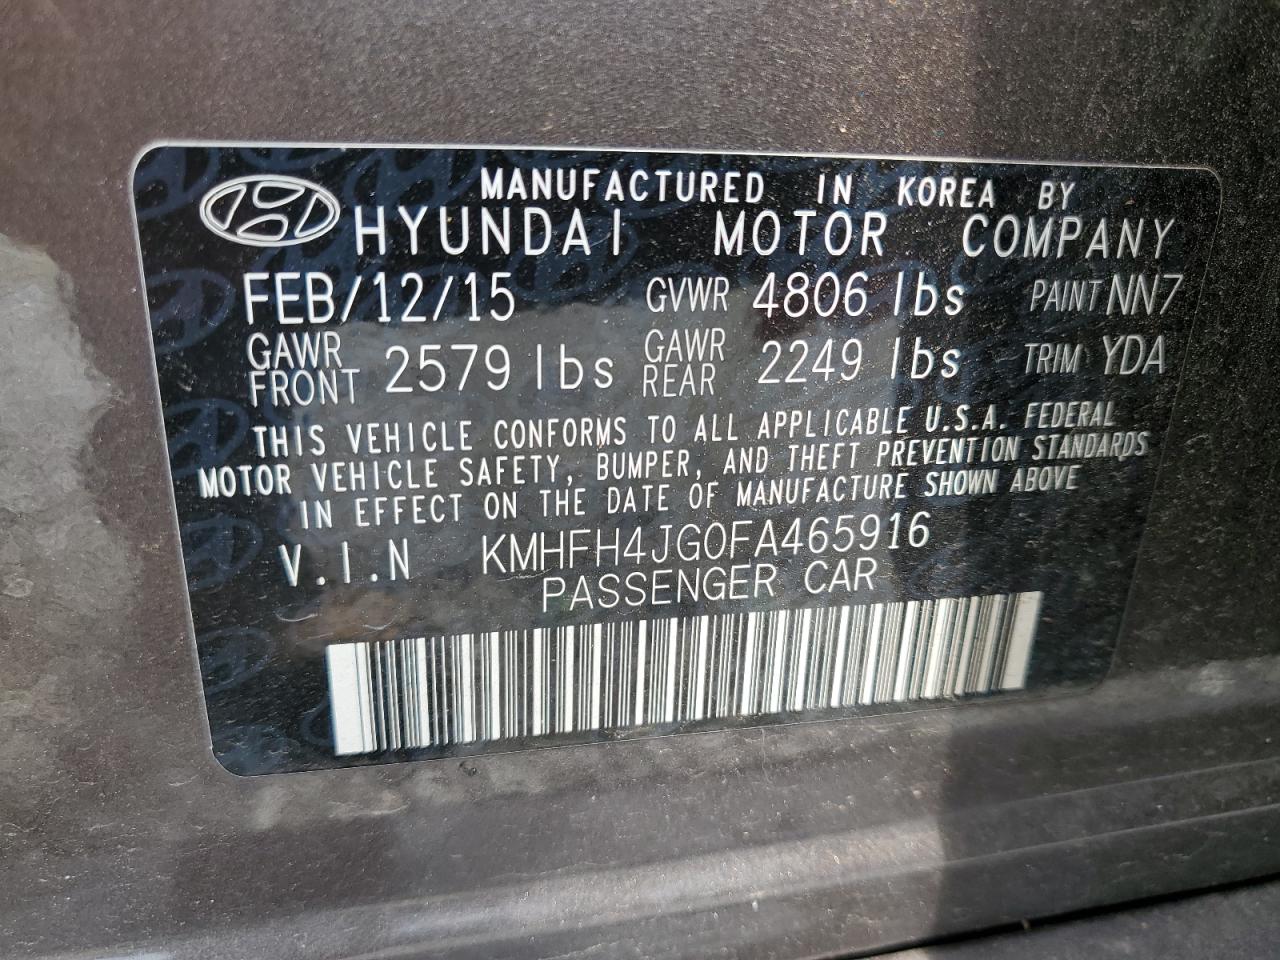 MANUFACTURED IN KOREA BY
HYUNDAI MOTOR COMPANY
FEB/12/15 GVWR 4806 lbs PAINT NN7
GAWR FRONT 2579 lbs GAWR REAR 2249 lbs TRIM YDA
THIS VEHICLE CONFORMS TO ALL APPLICABLE U.S.A. FEDERAL
MOTOR VEHICLE SAFETY, BUMPER, AND THEFT PREVENTION STANDARDS
IN EFFECT ON THE DATE OF MANUFACTURE SHOWN ABOVE
V.I.N KMHFH4JG0FA465916
PASSENGER CAR